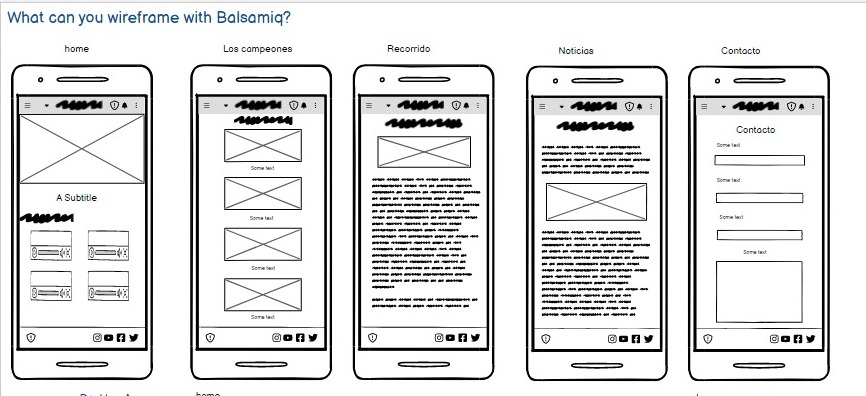 What can you wireframe with Balsamiq?
home
Los campeones
Recorrido
Noticias
Contacto
A Subtitle
Some text
Some text
Some text
Some text
Contacto
Some text
Some text
Some text
Some text
home